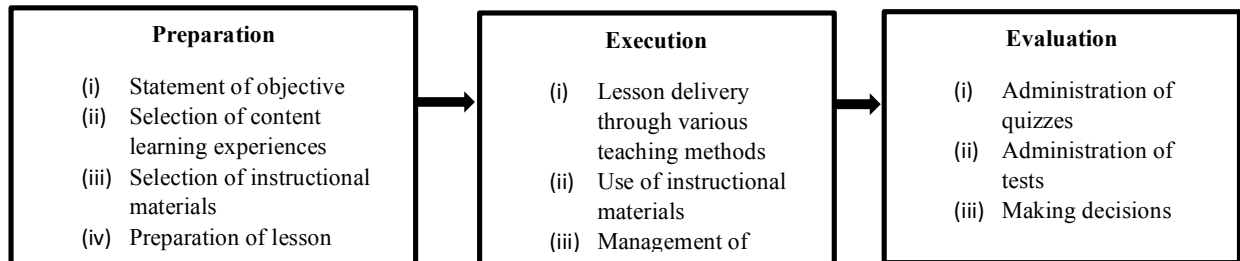 Preparation
(i) Statement of objective
(ii) Selection of content
learning experiences
(iii) Selection of instructional
materials
(iv) Preparation of lesson
Execution
(i) Lesson delivery
through various
teaching methods
(ii) Use of instructional
materials
(iii) Management of
Evaluation
(i) Administration of
quizzes
(ii) Administration of
tests
(iii) Making decisions